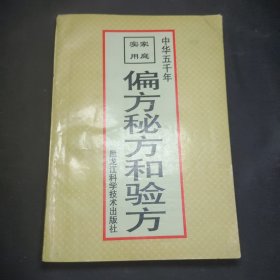 中华五千年
实用家庭
偏方秘方和验方
黑龙江科学技术出版社